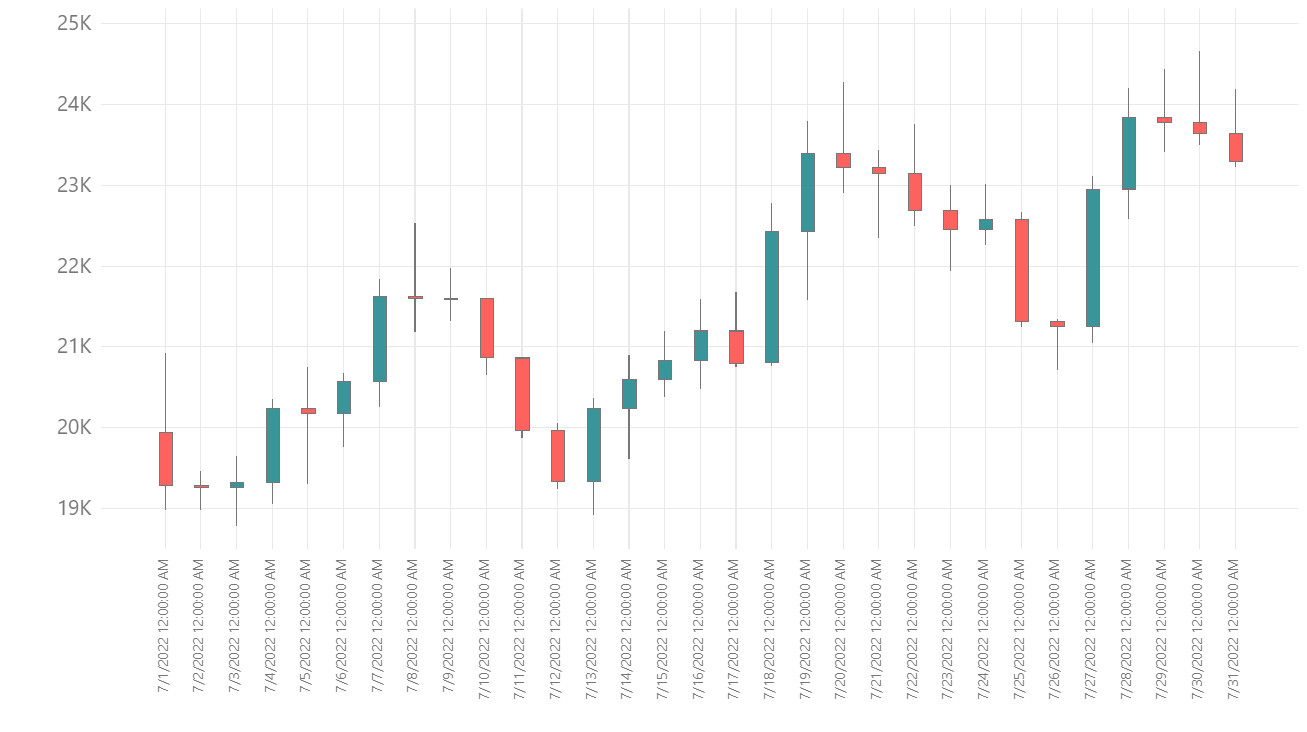 25K
24K
23K
22K
21K
20K
19K
7/1/2022 12:00:00 AM
7/2/2022 12:00:00 AM
7/3/2022 12:00:00 AM
7/4/2022 12:00:00 AM
7/5/2022 12:00:00 AM
7/6/2022 12:00:00 AM
7/7/2022 12:00:00 AM
7/8/2022 12:00:00 AM
7/9/2022 12:00:00 AM
7/10/2022 12:00:00 AM
7/11/2022 12:00:00 AM
7/12/2022 12:00:00 AM
7/13/2022 12:00:00 AM
7/14/2022 12:00:00 AM
7/15/2022 12:00:00 AM
7/16/2022 12:00:00 AM
7/17/2022 12:00:00 AM
7/18/2022 12:00:00 AM
7/19/2022 12:00:00 AM
7/20/2022 12:00:00 AM
7/21/2022 12:00:00 AM
7/22/2022 12:00:00 AM
7/23/2022 12:00:00 AM
7/24/2022 12:00:00 AM
7/25/2022 12:00:00 AM
7/26/2022 12:00:00 AM
7/27/2022 12:00:00 AM
7/28/2022 12:00:00 AM
7/29/2022 12:00:00 AM
7/30/2022 12:00:00 AM
7/31/2022 12:00:00 AM